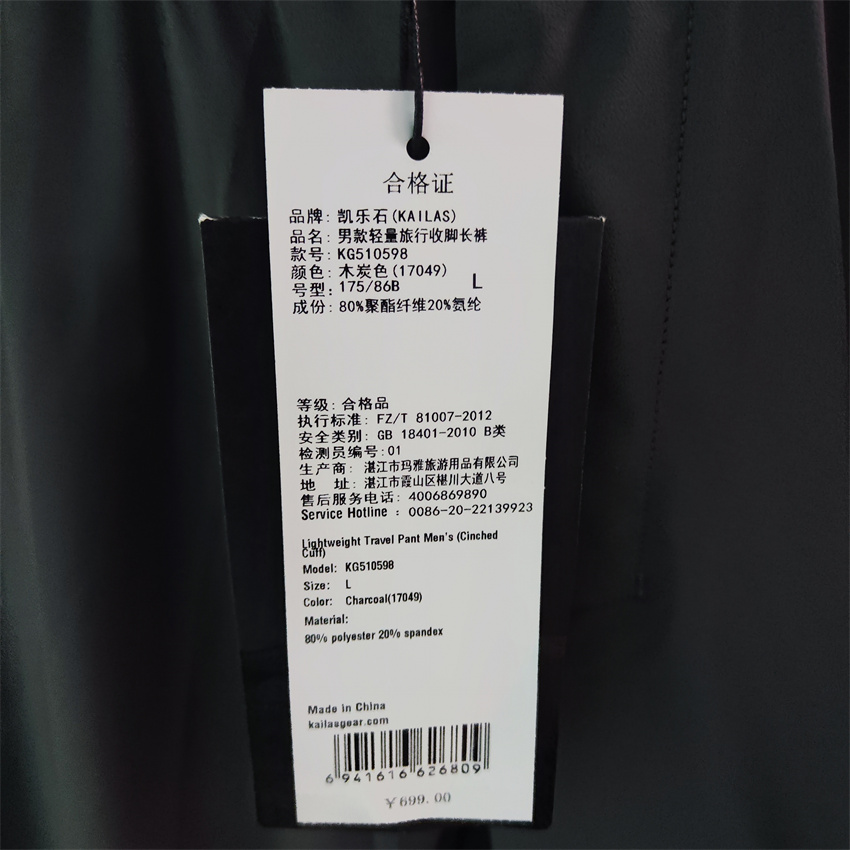 合格证
品牌: 凯乐石(KAILAS)
品名: 男款轻量旅行收脚长裤
款号: KG510598
颜色: 木炭色(17049)
号型: 175/86B L
成份: 80%聚酯纤维20%氨纶
等级: 合格品
执行标准: FZ/T 81007-2012
安全类别: GB 18401-2010 B类
检测员编号:01
生产商: 湛江市玛雅旅游用品有限公司
地 址: 湛江市霞山区椹川大道八号
售后服务电话: 4006869890
Service Hotline : 0086-20-22139923
Lightweight Travel Pant Men's (Cinched
Cuff)
Model: KG510598
Size: L
Color: Charcoal(17049)
Material:
80% polyester 20% spandex
Made in China
kailasgear.com
6 941616 626809
￥699.00